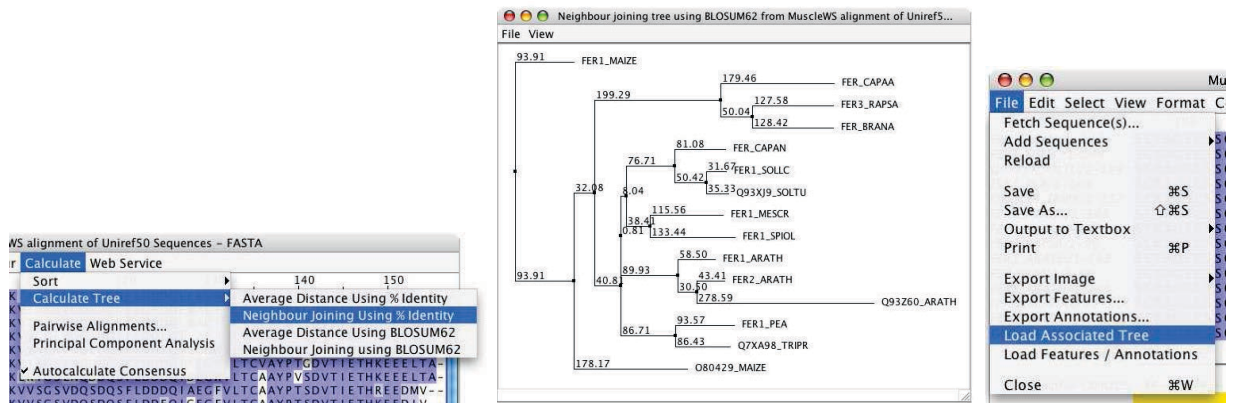 WS alignment of Uniref50 Sequences - FASTA
Calculate Web Service
Sort
Calculate Tree
Pairwise Alignments...
Principal Component Analysis
✓ Autocalculate Consensus
140 150
Average Distance Using % Identity
Neighbour Joining Using % Identity
Average Distance Using BLOSUM62
Neighbour Joining using BLOSUM62
Neighbour joining tree using BLOSUM62 from MuscleWS alignment of Uniref5...
File View
93.91 FER1_MAIZE
179.46 FER_CAPAA
199.29
127.58 FER3_RAPSA
50.04
128.42 FER_BRANA
81.08 FER_CAPAN
76.71
31.67 FER1_SOLLC
50.42
35.33 Q93XJ9_SOLTU
32.08
8.04
115.56 FER1_MESCR
38.41
0.81 133.44 FER1_SPIOL
58.50 FER1_ARATH
89.93
43.41 FER2_ARATH
93.91
40.8
30.50
278.59 Q93Z60_ARATH
93.57 FER1_PEA
86.71
86.43 Q7XA98_TRIPR
178.17 O80429_MAIZE
Mu
File Edit Select View Format C
Fetch Sequence(s)...
Add Sequences
Reload
Save ⌘S
Save As... ⇧⌘S
Output to Textbox
Print ⌘P
Export Image
Export Features...
Export Annotations...
Load Associated Tree
Load Features / Annotations
Close ⌘W